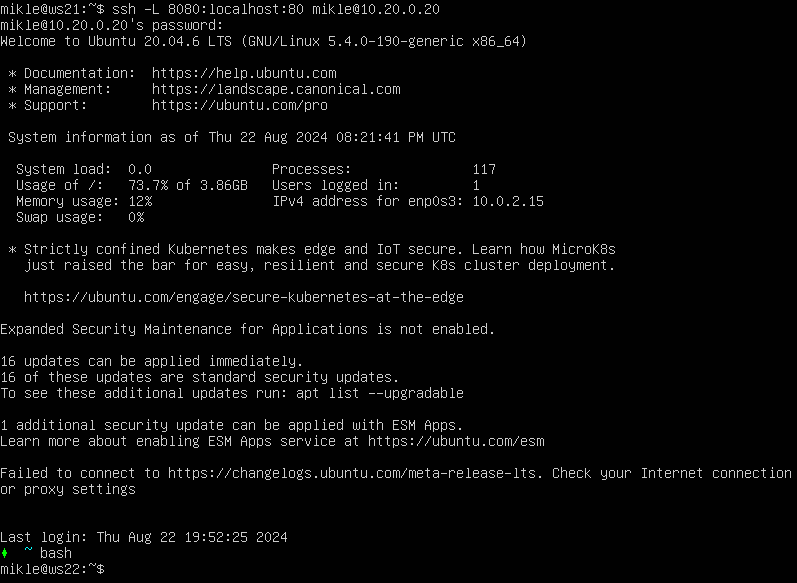 mikle@ws21:~$ ssh -L 8080:localhost:80 mikle@10.20.0.20
mikle@10.20.0.20's password:
Welcome to Ubuntu 20.04.6 LTS (GNU/Linux 5.4.0-190-generic x86_64)

 * Documentation:  https://help.ubuntu.com
 * Management:     https://landscape.canonical.com
 * Support:        https://ubuntu.com/pro

 System information as of Thu 22 Aug 2024 08:21:41 PM UTC

  System load:  0.0               Processes:               117
  Usage of /:   73.7% of 3.86GB   Users logged in:         1
  Memory usage: 12%               IPv4 address for enp0s3: 10.0.2.15
  Swap usage:   0%

 * Strictly confined Kubernetes makes edge and IoT secure. Learn how MicroK8s
   just raised the bar for easy, resilient and secure K8s cluster deployment.

   https://ubuntu.com/engage/secure-kubernetes-at-the-edge

Expanded Security Maintenance for Applications is not enabled.

16 updates can be applied immediately.
16 of these updates are standard security updates.
To see these additional updates run: apt list --upgradable

1 additional security update can be applied with ESM Apps.
Learn more about enabling ESM Apps service at https://ubuntu.com/esm

Failed to connect to https://changelogs.ubuntu.com/meta-release-lts. Check your Internet connection
or proxy settings

Last login: Thu Aug 22 19:52:25 2024
♦  ~ bash
mikle@ws22:~$